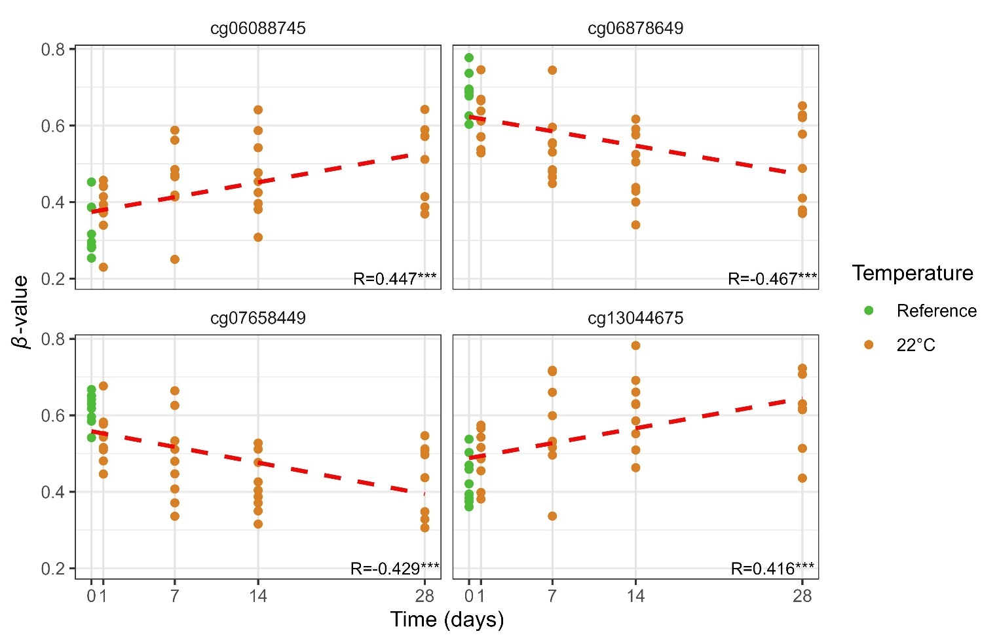 cg06088745
cg06878649
0.8
0.6
0.4
0.2
R=0.447***
R=-0.467***
β-value
cg07658449
cg13044675
0.8
0.6
0.4
0.2
R=-0.429***
R=0.416***
0 1 7 14 28
0 1 7 14 28
Time (days)
Temperature
Reference
22°C